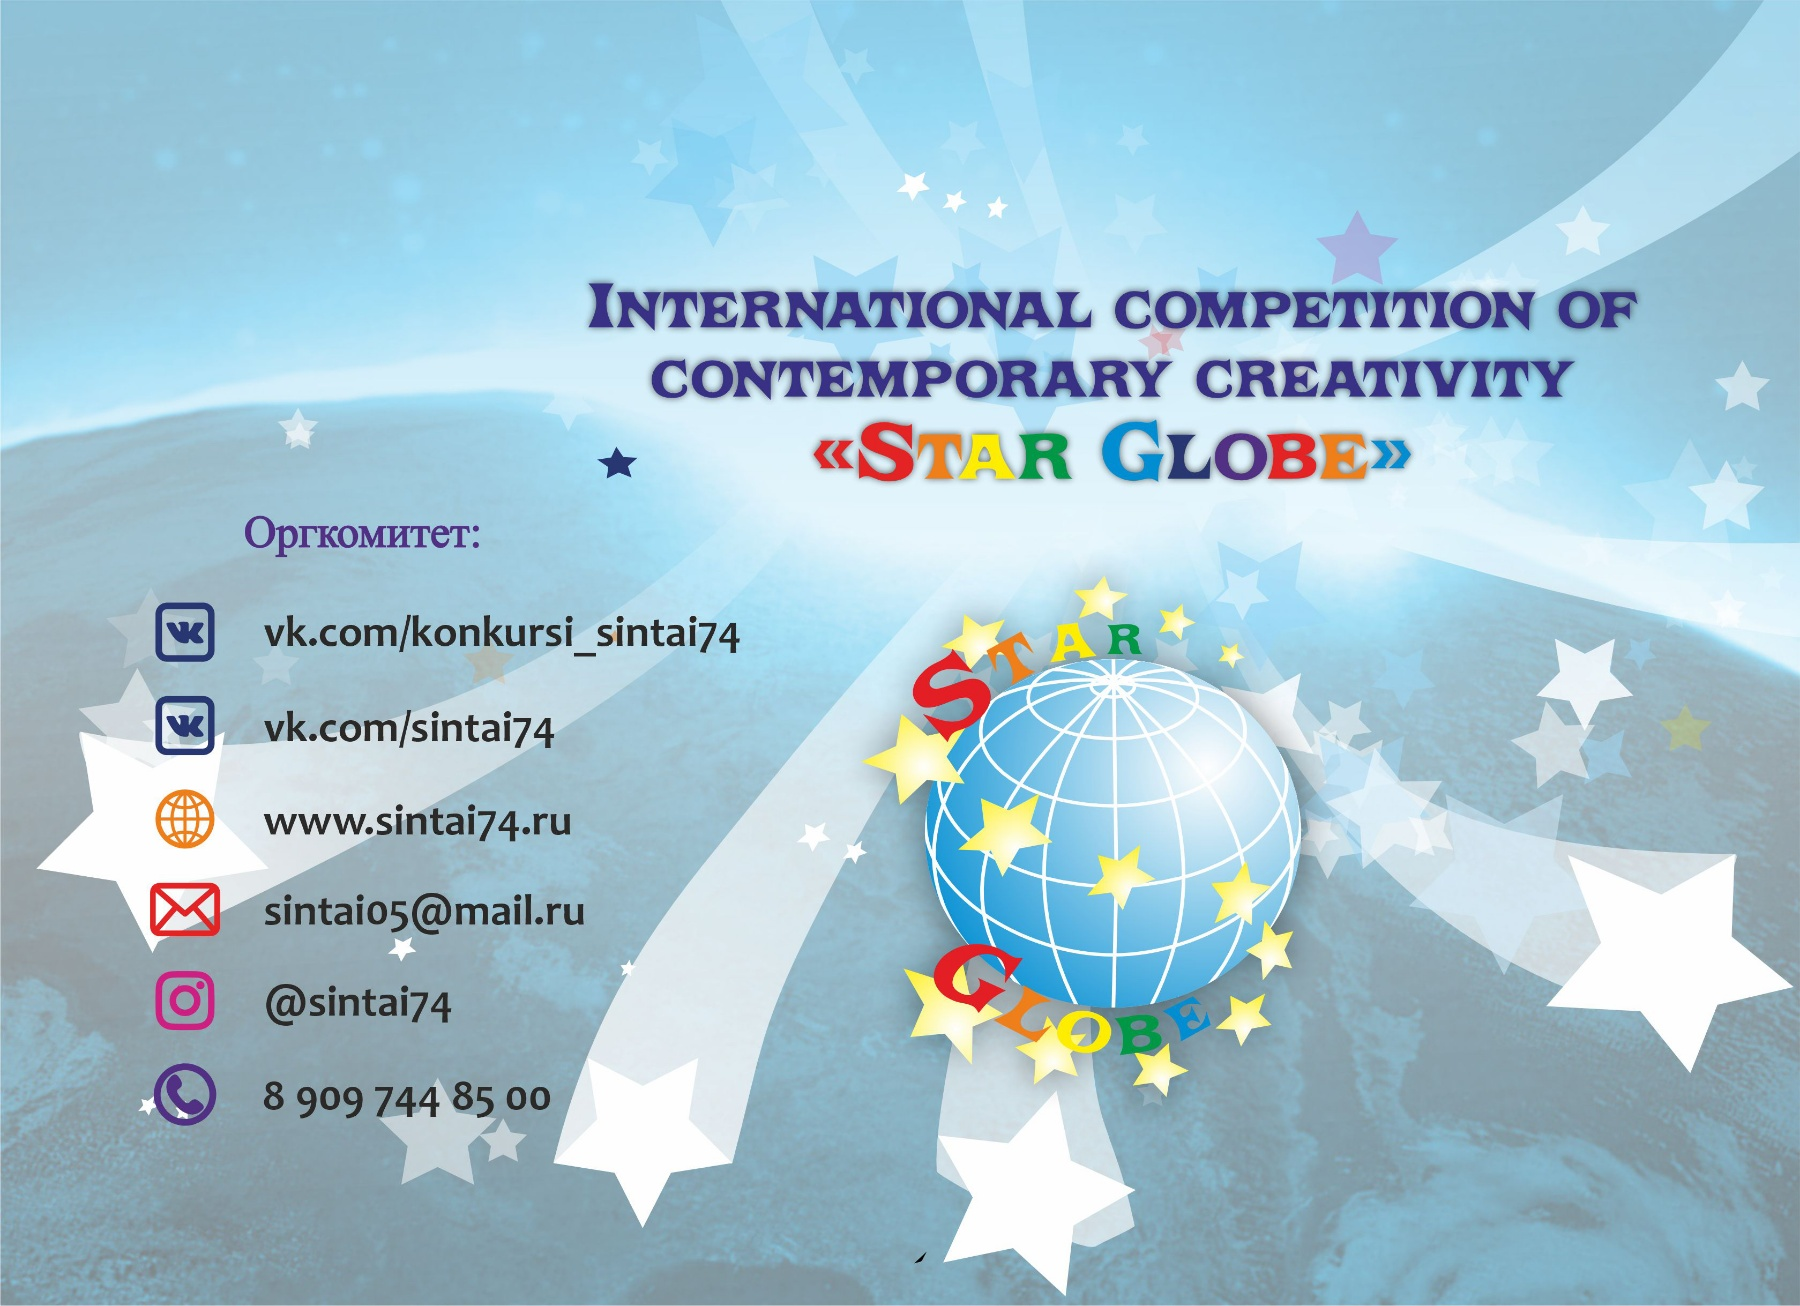 International competition of
contemporary creativity
«Star Globe»
Оргкомитет:
vk.com/konkursi_sintai74
vk.com/sintai74
www.sintai74.ru
sintai05@mail.ru
@sintai74
8 909 744 85 00
Star
Globe